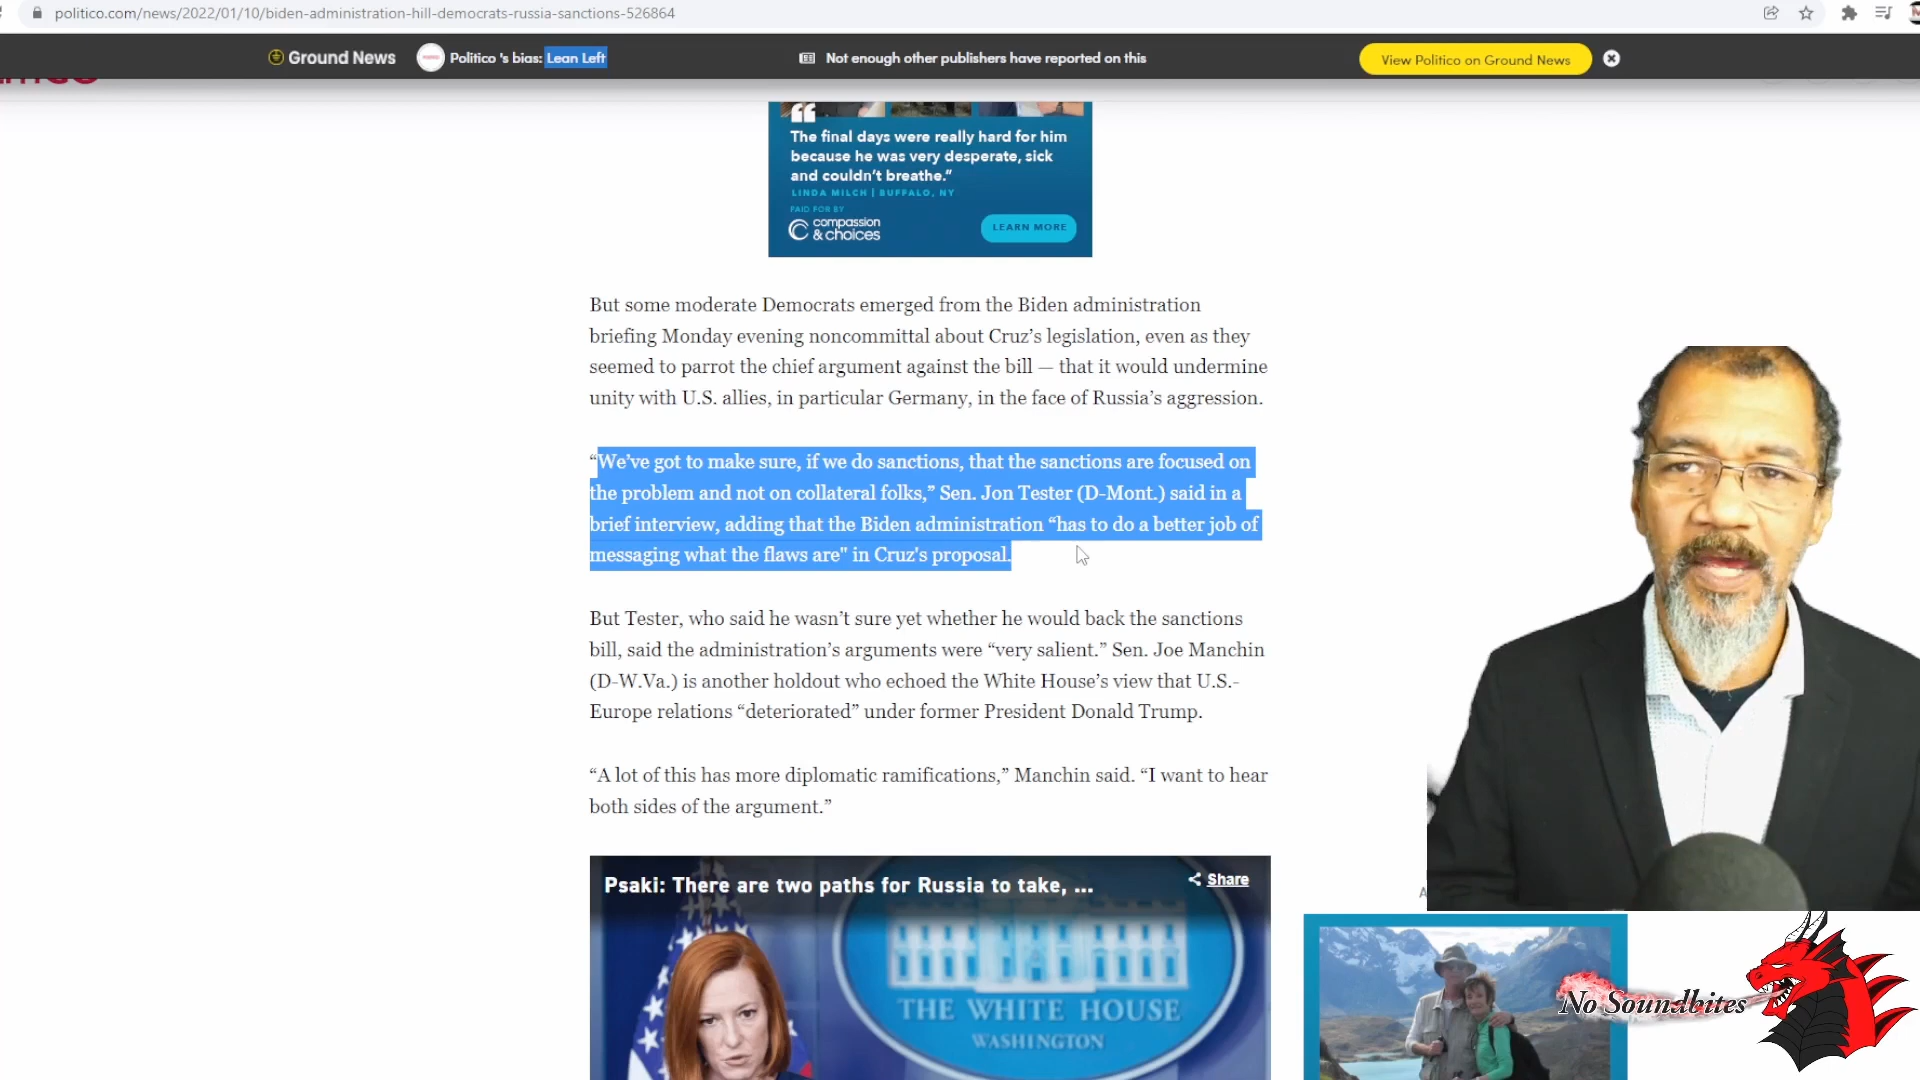 politico.com/news/2022/01/10/biden-administration-hill-democrats-russia-sanctions-526864
Ground News
Politico 's bias: Lean Left
Not enough other publishers have reported on this
View Politico on Ground News
“
The final days were really hard for him
because he was very desperate, sick
and couldn’t breathe.”
LINDA MILCH | BUFFALO, NY
PAID FOR BY
compassion
& choices
LEARN MORE
But some moderate Democrats emerged from the Biden administration
briefing Monday evening noncommittal about Cruz’s legislation, even as they
seemed to parrot the chief argument against the bill — that it would undermine
unity with U.S. allies, in particular Germany, in the face of Russia’s aggression.
“We’ve got to make sure, if we do sanctions, that the sanctions are focused on
the problem and not on collateral folks,” Sen. Jon Tester (D-Mont.) said in a
brief interview, adding that the Biden administration “has to do a better job of
messaging what the flaws are" in Cruz's proposal.
But Tester, who said he wasn’t sure yet whether he would back the sanctions
bill, said the administration’s arguments were “very salient.” Sen. Joe Manchin
(D-W.Va.) is another holdout who echoed the White House’s view that U.S.-
Europe relations “deteriorated” under former President Donald Trump.
“A lot of this has more diplomatic ramifications,” Manchin said. “I want to hear
both sides of the argument.”
Psaki: There are two paths for Russia to take, ...
Share
THE WHITE HOUSE
WASHINGTON
No Soundbites